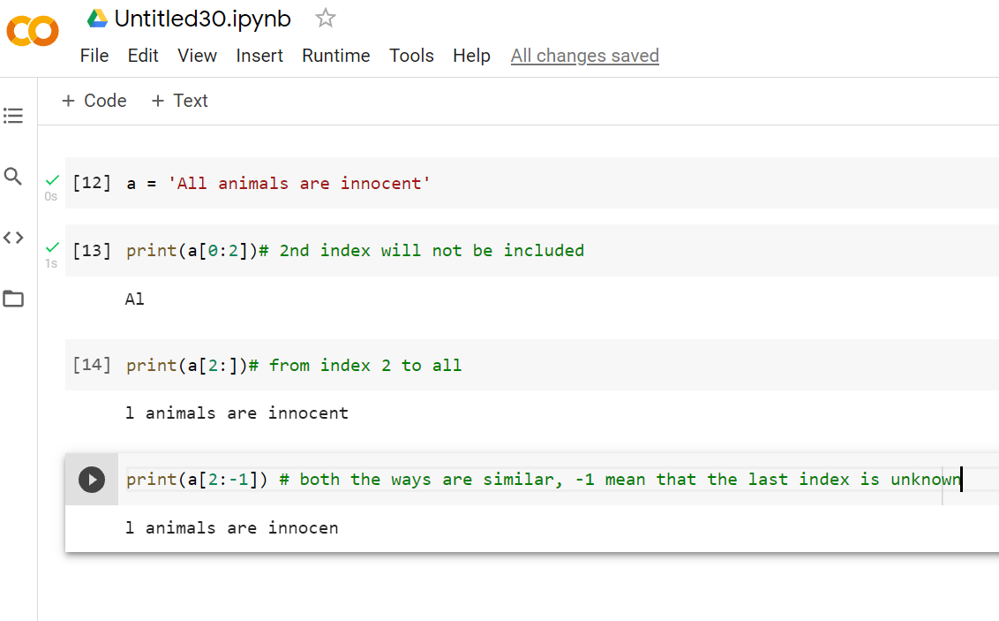 Untitled30.ipynb
File Edit View Insert Runtime Tools Help All changes saved
+ Code + Text
0s [12] a = 'All animals are innocent'
1s [13] print(a[0:2])# 2nd index will not be included
Al
[14] print(a[2:])# from index 2 to all
l animals are innocent
print(a[2:-1]) # both the ways are similar, -1 mean that the last index is unknown
l animals are innocen